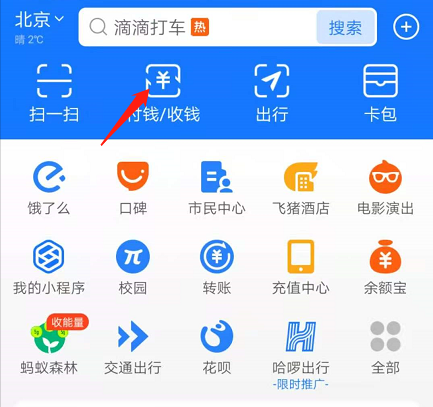 北京
晴 2℃
滴滴打车 热
搜索
扫一扫
付钱/收钱
出行
卡包
饿了么
口碑
市民中心
飞猪酒店
电影演出
我的小程序
校园
转账
充值中心
余额宝
收能量
蚂蚁森林
交通出行
花呗
哈啰出行
-限时推广-
全部